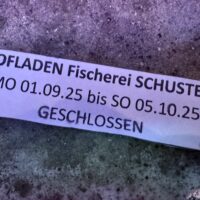 OFLADEN Fischerei SCHUSTE
MO 01.09.25 bis SO 05.10.25
GESCHLOSSEN